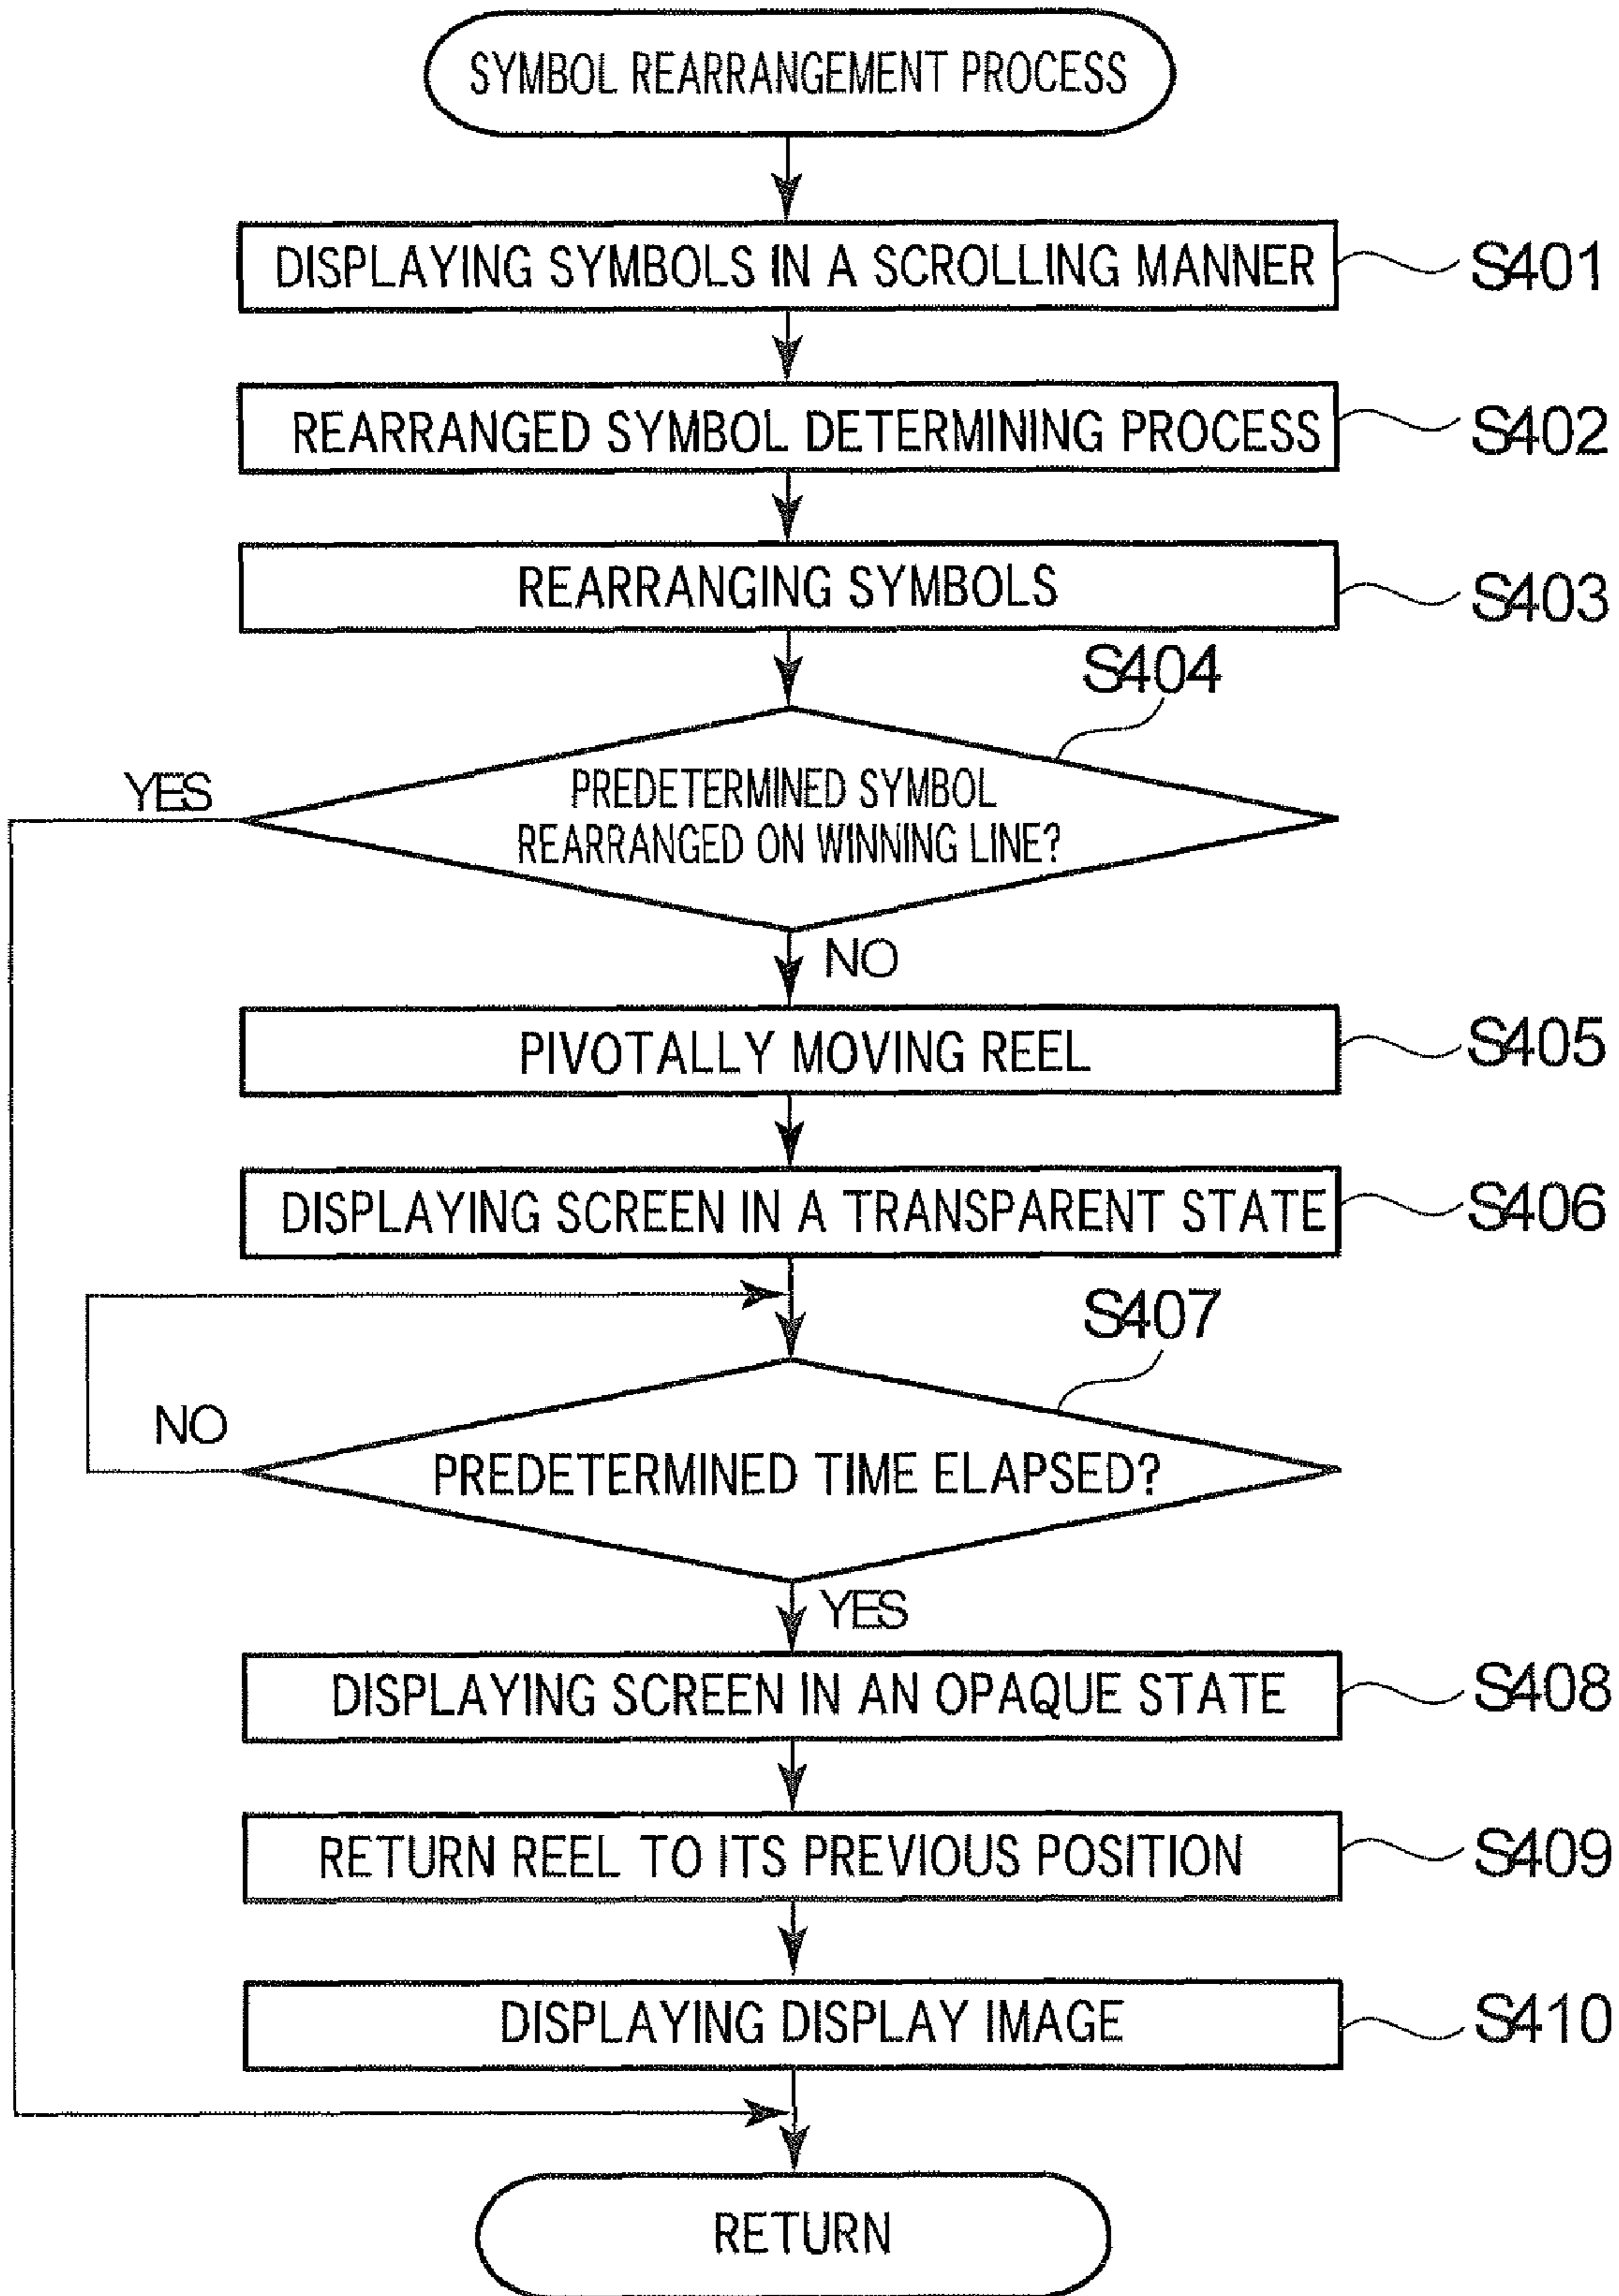 SYMBOL REARRANGEMENT PROCESS
DISPLAYING SYMBOLS IN A SCROLLING MANNER
S401
REARRANGED SYMBOL DETERMINING PROCESS
S402
REARRANGING SYMBOLS
S403
S404
YES
PREDETERMINED SYMBOL
REARRANGED ON WINNING LINE?
NO
PIVOTALLY MOVING REEL
S405
DISPLAYING SCREEN IN A TRANSPARENT STATE
S406
S407
NO
PREDETERMINED TIME ELAPSED?
YES
DISPLAYING SCREEN IN AN OPAQUE STATE
S408
RETURN REEL TO ITS PREVIOUS POSITION
S409
DISPLAYING DISPLAY IMAGE
S410
RETURN